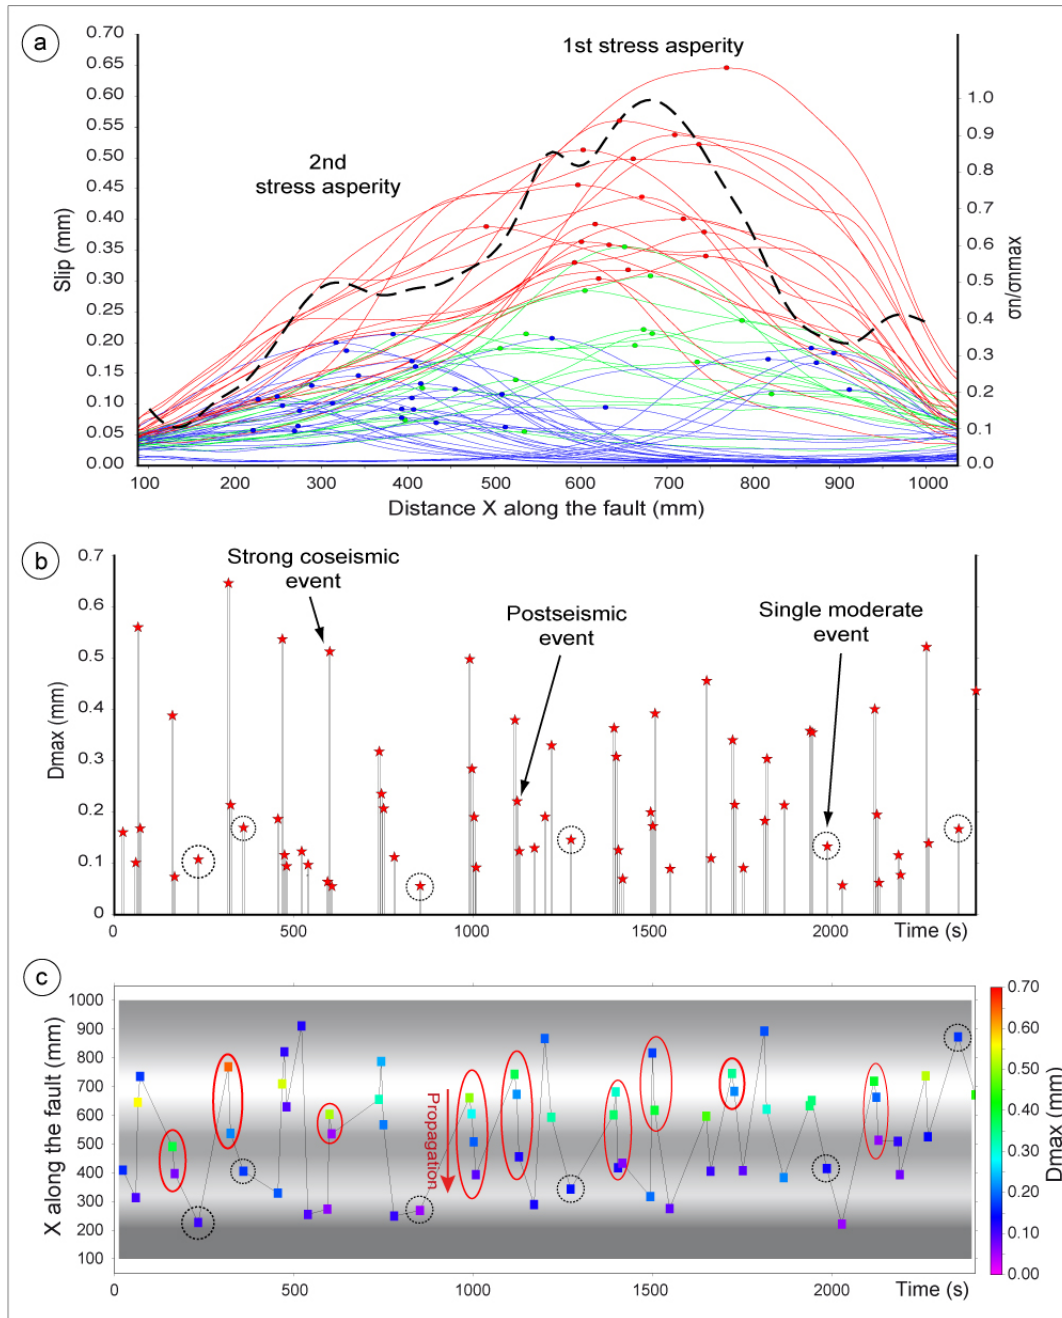 a
0.70
0.65
0.60
0.55
0.50
0.45
0.40
0.35
0.30
0.25
0.20
0.15
0.10
0.05
0.00
Slip (mm)
1st stress asperity
2nd
stress asperity
1.0
0.9
0.8
0.7
0.6
0.5
0.4
0.3
0.2
0.1
0.0
σn/σnmax
100 200 300 400 500 600 700 800 900 1000
Distance X along the fault (mm)
b
0.7
0.6
0.5
0.4
0.3
0.2
0.1
0
Dmax (mm)
Strong coseismic
event
Postseismic
event
Single moderate
event
0 500 1000 1500 2000 Time (s)
c
1000
900
800
700
600
500
400
300
200
100
X along the fault (mm)
Propagation
0 500 1000 1500 2000 Time (s)
0.70
0.60
0.50
0.40
0.30
0.20
0.10
0.00
Dmax (mm)